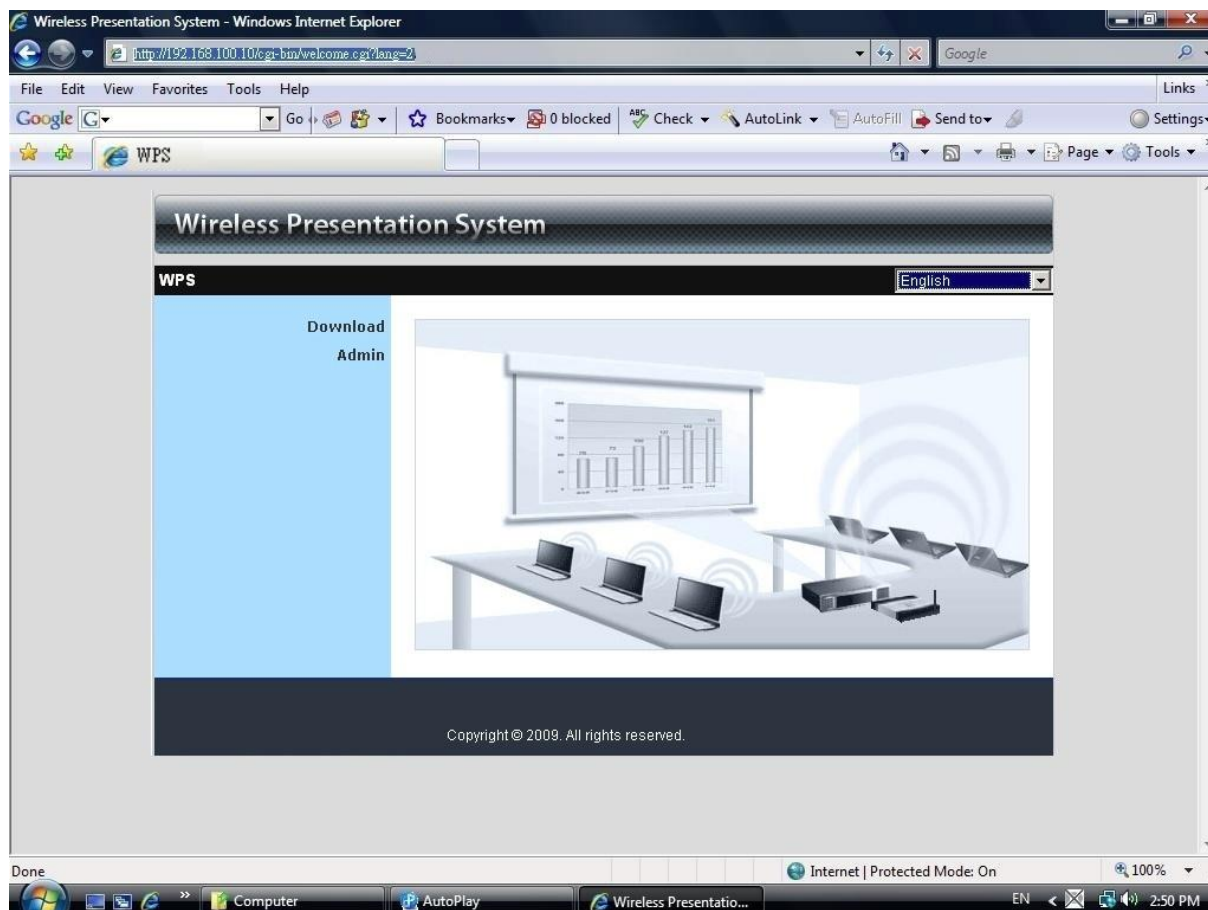 Wireless Presentation System - Windows Internet Explorer
http://192.168.100.10/cgi-bin/welcome.cgi?lang=2
Google
File Edit View Favorites Tools Help
Links
Google G Go Bookmarks 0 blocked ABC Check AutoLink AutoFill Send to Settings
WPS
Page Tools
Wireless Presentation System
WPS
English
Download
Admin
Copyright © 2009. All rights reserved.
Done
Internet | Protected Mode: On
100%
Computer
AutoPlay
Wireless Presentatio...
EN
2:50 PM